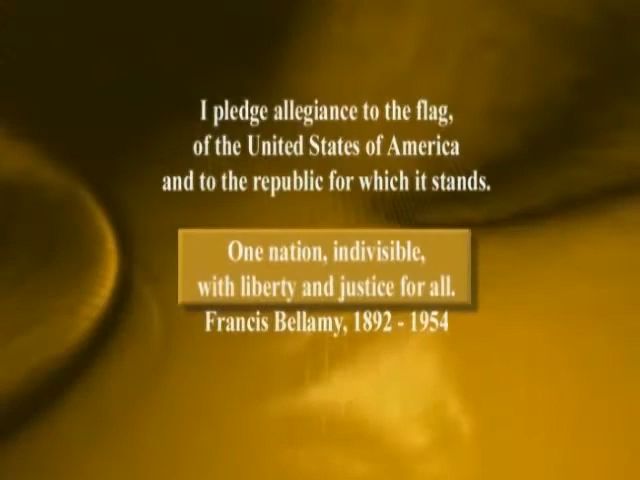 I pledge allegiance to the flag,
of the United States of America
and to the republic for which it stands.
One nation, indivisible,
with liberty and justice for all.
Francis Bellamy, 1892 - 1954